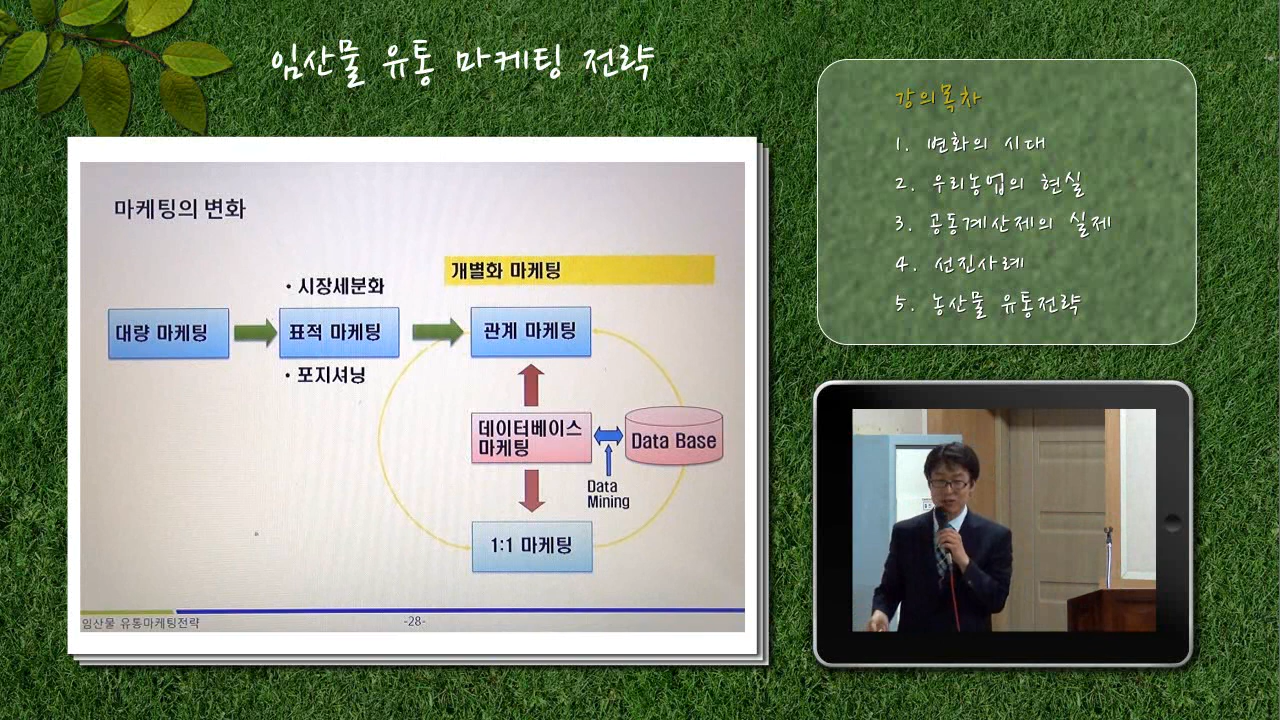 임산물 유통 마케팅 전략
마케팅의 변화
• 시장세분화
개별화 마케팅
대량 마케팅
표적 마케팅
관계 마케팅
• 포지셔닝
데이터베이스
마케팅
Data Base
Data
Mining
1:1 마케팅
임산물 유통마케팅전략
-28-
강의목차
1. 변화의 시대
2. 우리농업의 현실
3. 공동계산제의 실제
4. 선진사례
5. 농산물 유통전략